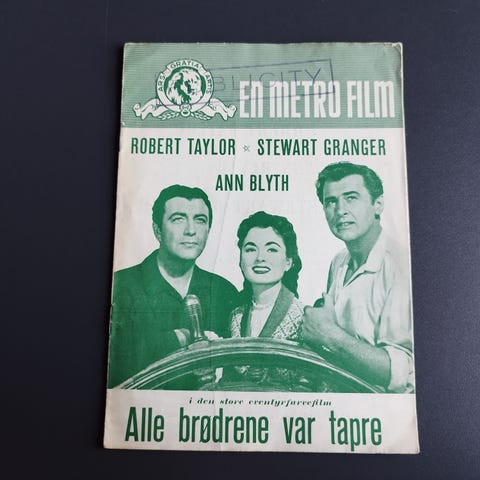 ARS GRATIA ARTIS
EN METRO FILM
ROBERT TAYLOR ★ STEWART GRANGER
ANN BLYTH
i den store eventyrfarvefilm
Alle brødrene var tapre